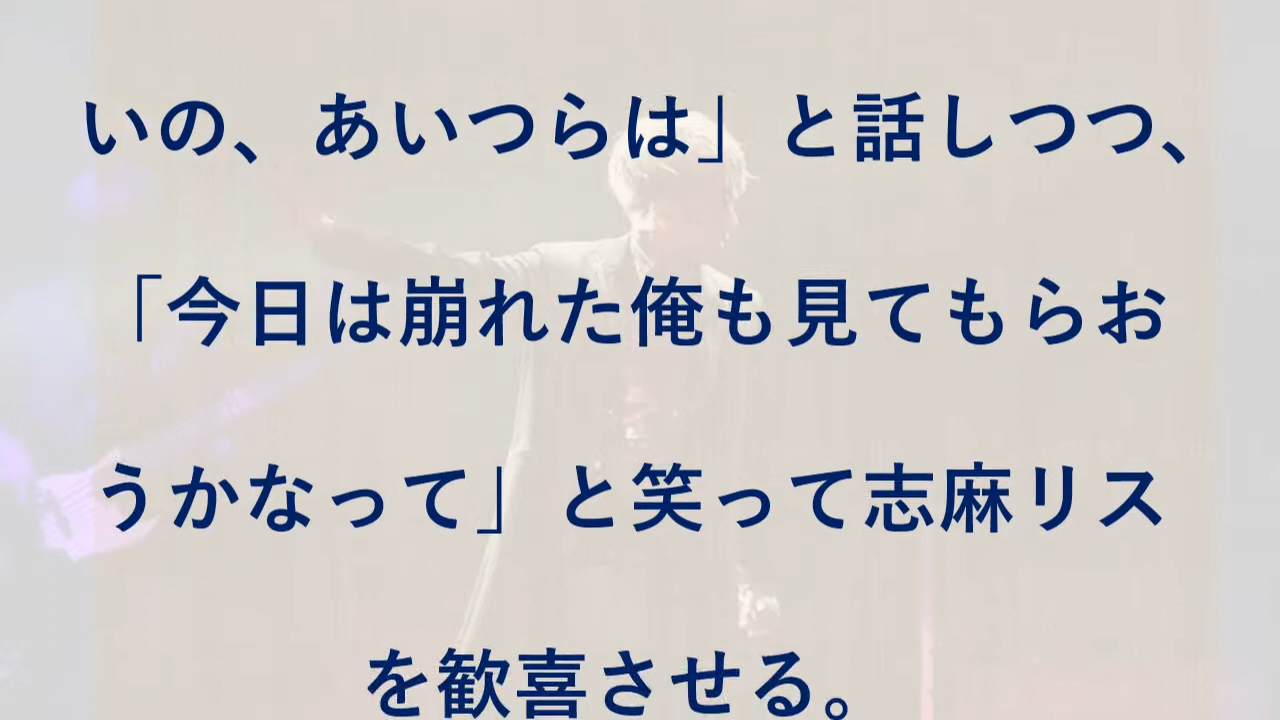 いの、あいつらは」と話しつつ、
「今日は崩れた俺も見てもらお
うかなって」と笑って志麻リス
を歓喜させる。